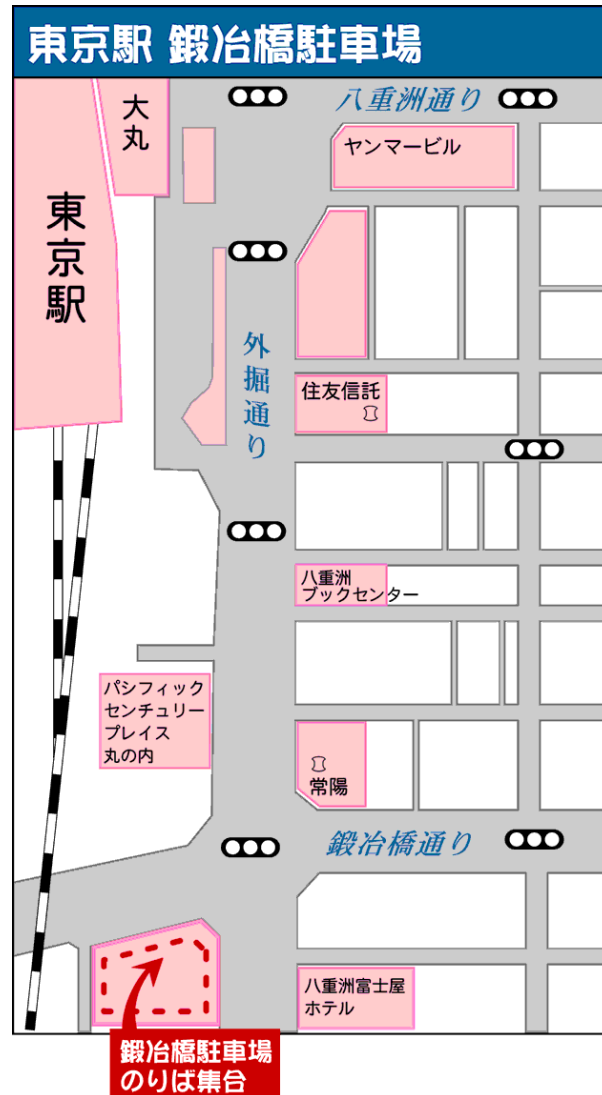 東京駅 鍛冶橋駐車場
大丸
八重洲通り
ヤンマービル
東京駅
外堀通り
住友信託
八重洲
ブックセンター
パシフィック
センチュリー
プレイス
丸の内
常陽
鍛冶橋通り
八重洲富士屋
ホテル
鍛冶橋駐車場
のりば集合